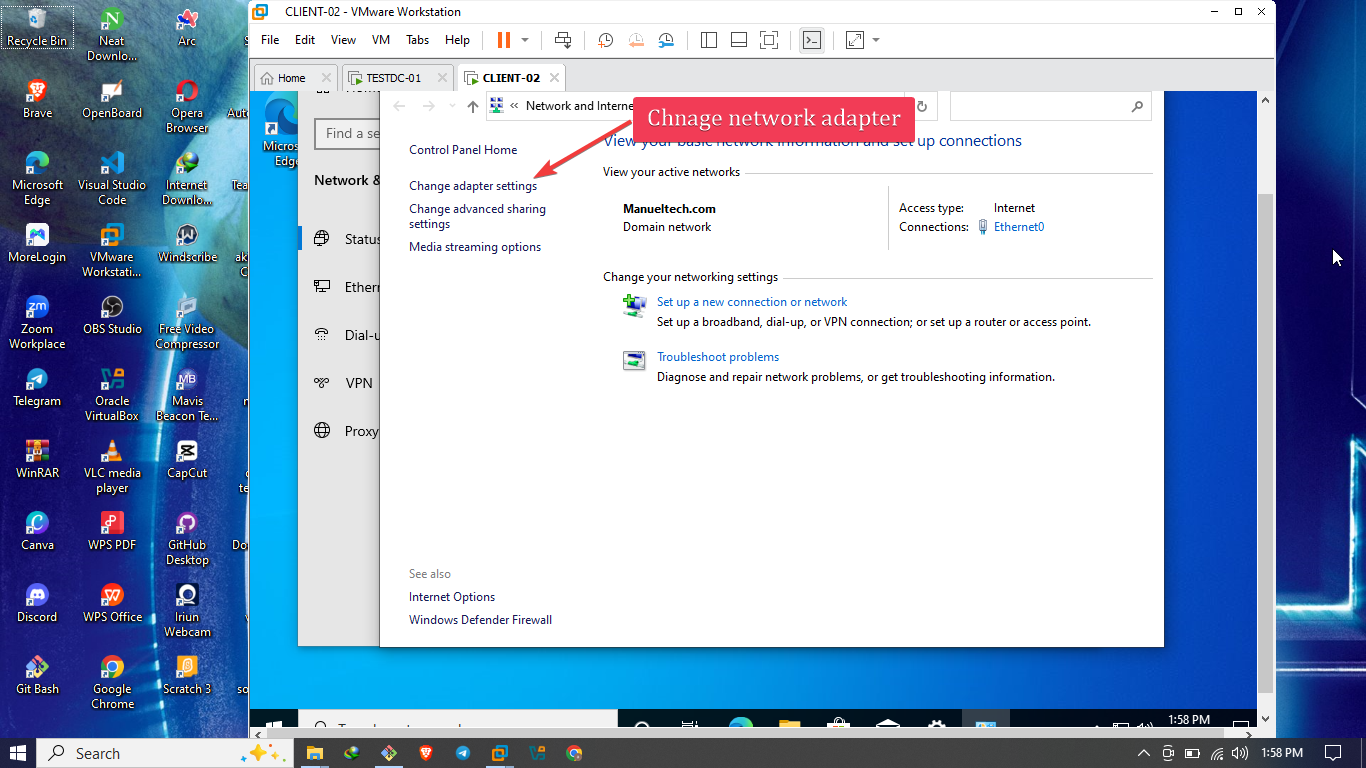 CLIENT-02 - VMware Workstation
File Edit View VM Tabs Help
Home TESTDC-01 CLIENT-02
Recycle Bin
Neat
Downlo...
Arc
Brave
OpenBoard
Opera
Browser
Microsoft
Edge
Visual Studio
Code
Internet
Downlo...
MoreLogin
VMware
Workstati...
Windscribe
Zoom
Workplace
OBS Studio
Free Video
Compressor
Telegram
Oracle
VirtualBox
Mavis
Beacon Te...
WinRAR
VLC media
player
CapCut
Canva
WPS PDF
GitHub
Desktop
Discord
WPS Office
Iriun
Webcam
Git Bash
Google
Chrome
Scratch 3
Find a se
Network &
Status
VPN
Proxy
« Network and Interne
Chnage network adapter
Control Panel Home
Change adapter settings
Change advanced sharing
settings
Media streaming options
See also
Internet Options
Windows Defender Firewall
View your basic network information and set up connections
View your active networks
Manueltech.com
Domain network
Access type: Internet
Connections: Ethernet0
Change your networking settings
Set up a new connection or network
Set up a broadband, dial-up, or VPN connection; or set up a router or access point.
Troubleshoot problems
Diagnose and repair network problems, or get troubleshooting information.
1:58 PM
Search
1:58 PM